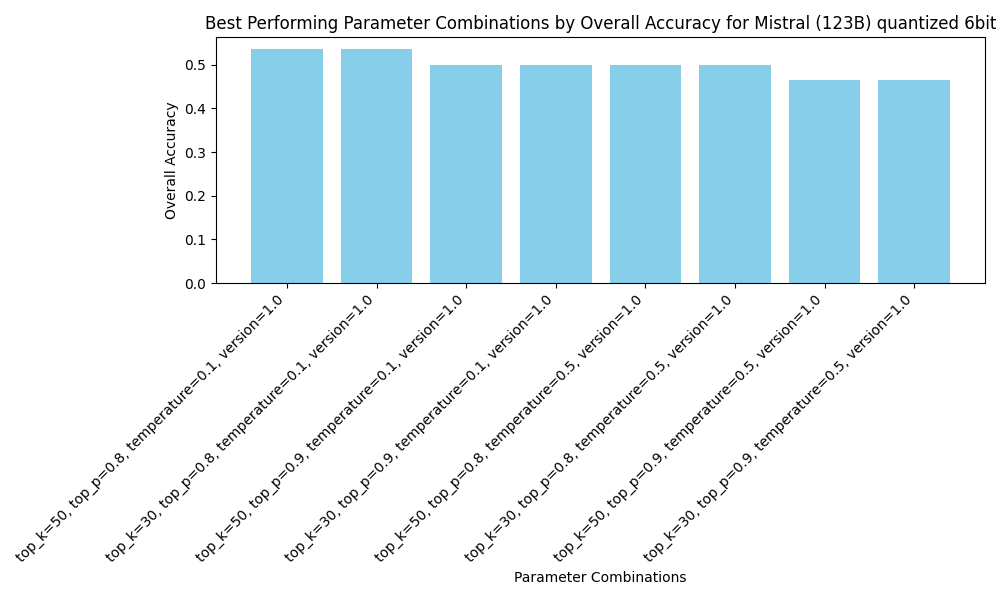 Best Performing Parameter Combinations by Overall Accuracy for Mistral (123B) quantized 6bit
Overall Accuracy
0.5
0.4
0.3
0.2
0.1
0.0
top_k=50, top_p=0.8, temperature=0.1, version=1.0
top_k=30, top_p=0.8, temperature=0.1, version=1.0
top_k=50, top_p=0.9, temperature=0.1, version=1.0
top_k=30, top_p=0.9, temperature=0.1, version=1.0
top_k=50, top_p=0.8, temperature=0.5, version=1.0
top_k=30, top_p=0.8, temperature=0.5, version=1.0
top_k=50, top_p=0.9, temperature=0.5, version=1.0
top_k=30, top_p=0.9, temperature=0.5, version=1.0
Parameter Combinations